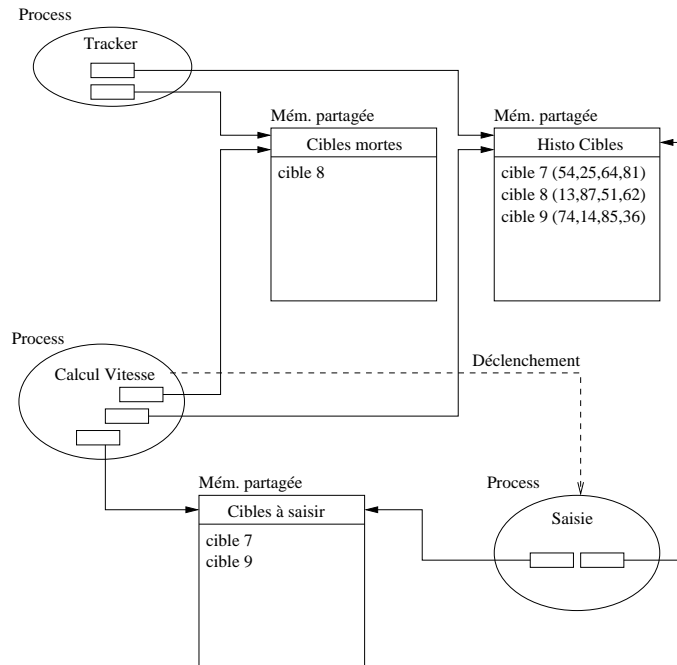 Process
Tracker
Mém. partagée
Cibles mortes
cible 8
Mém. partagée
Histo Cibles
cible 7 (54,25,64,81)
cible 8 (13,87,51,62)
cible 9 (74,14,85,36)
Process
Calcul Vitesse
Déclenchement
Mém. partagée
Cibles à saisir
cible 7
cible 9
Process
Saisie